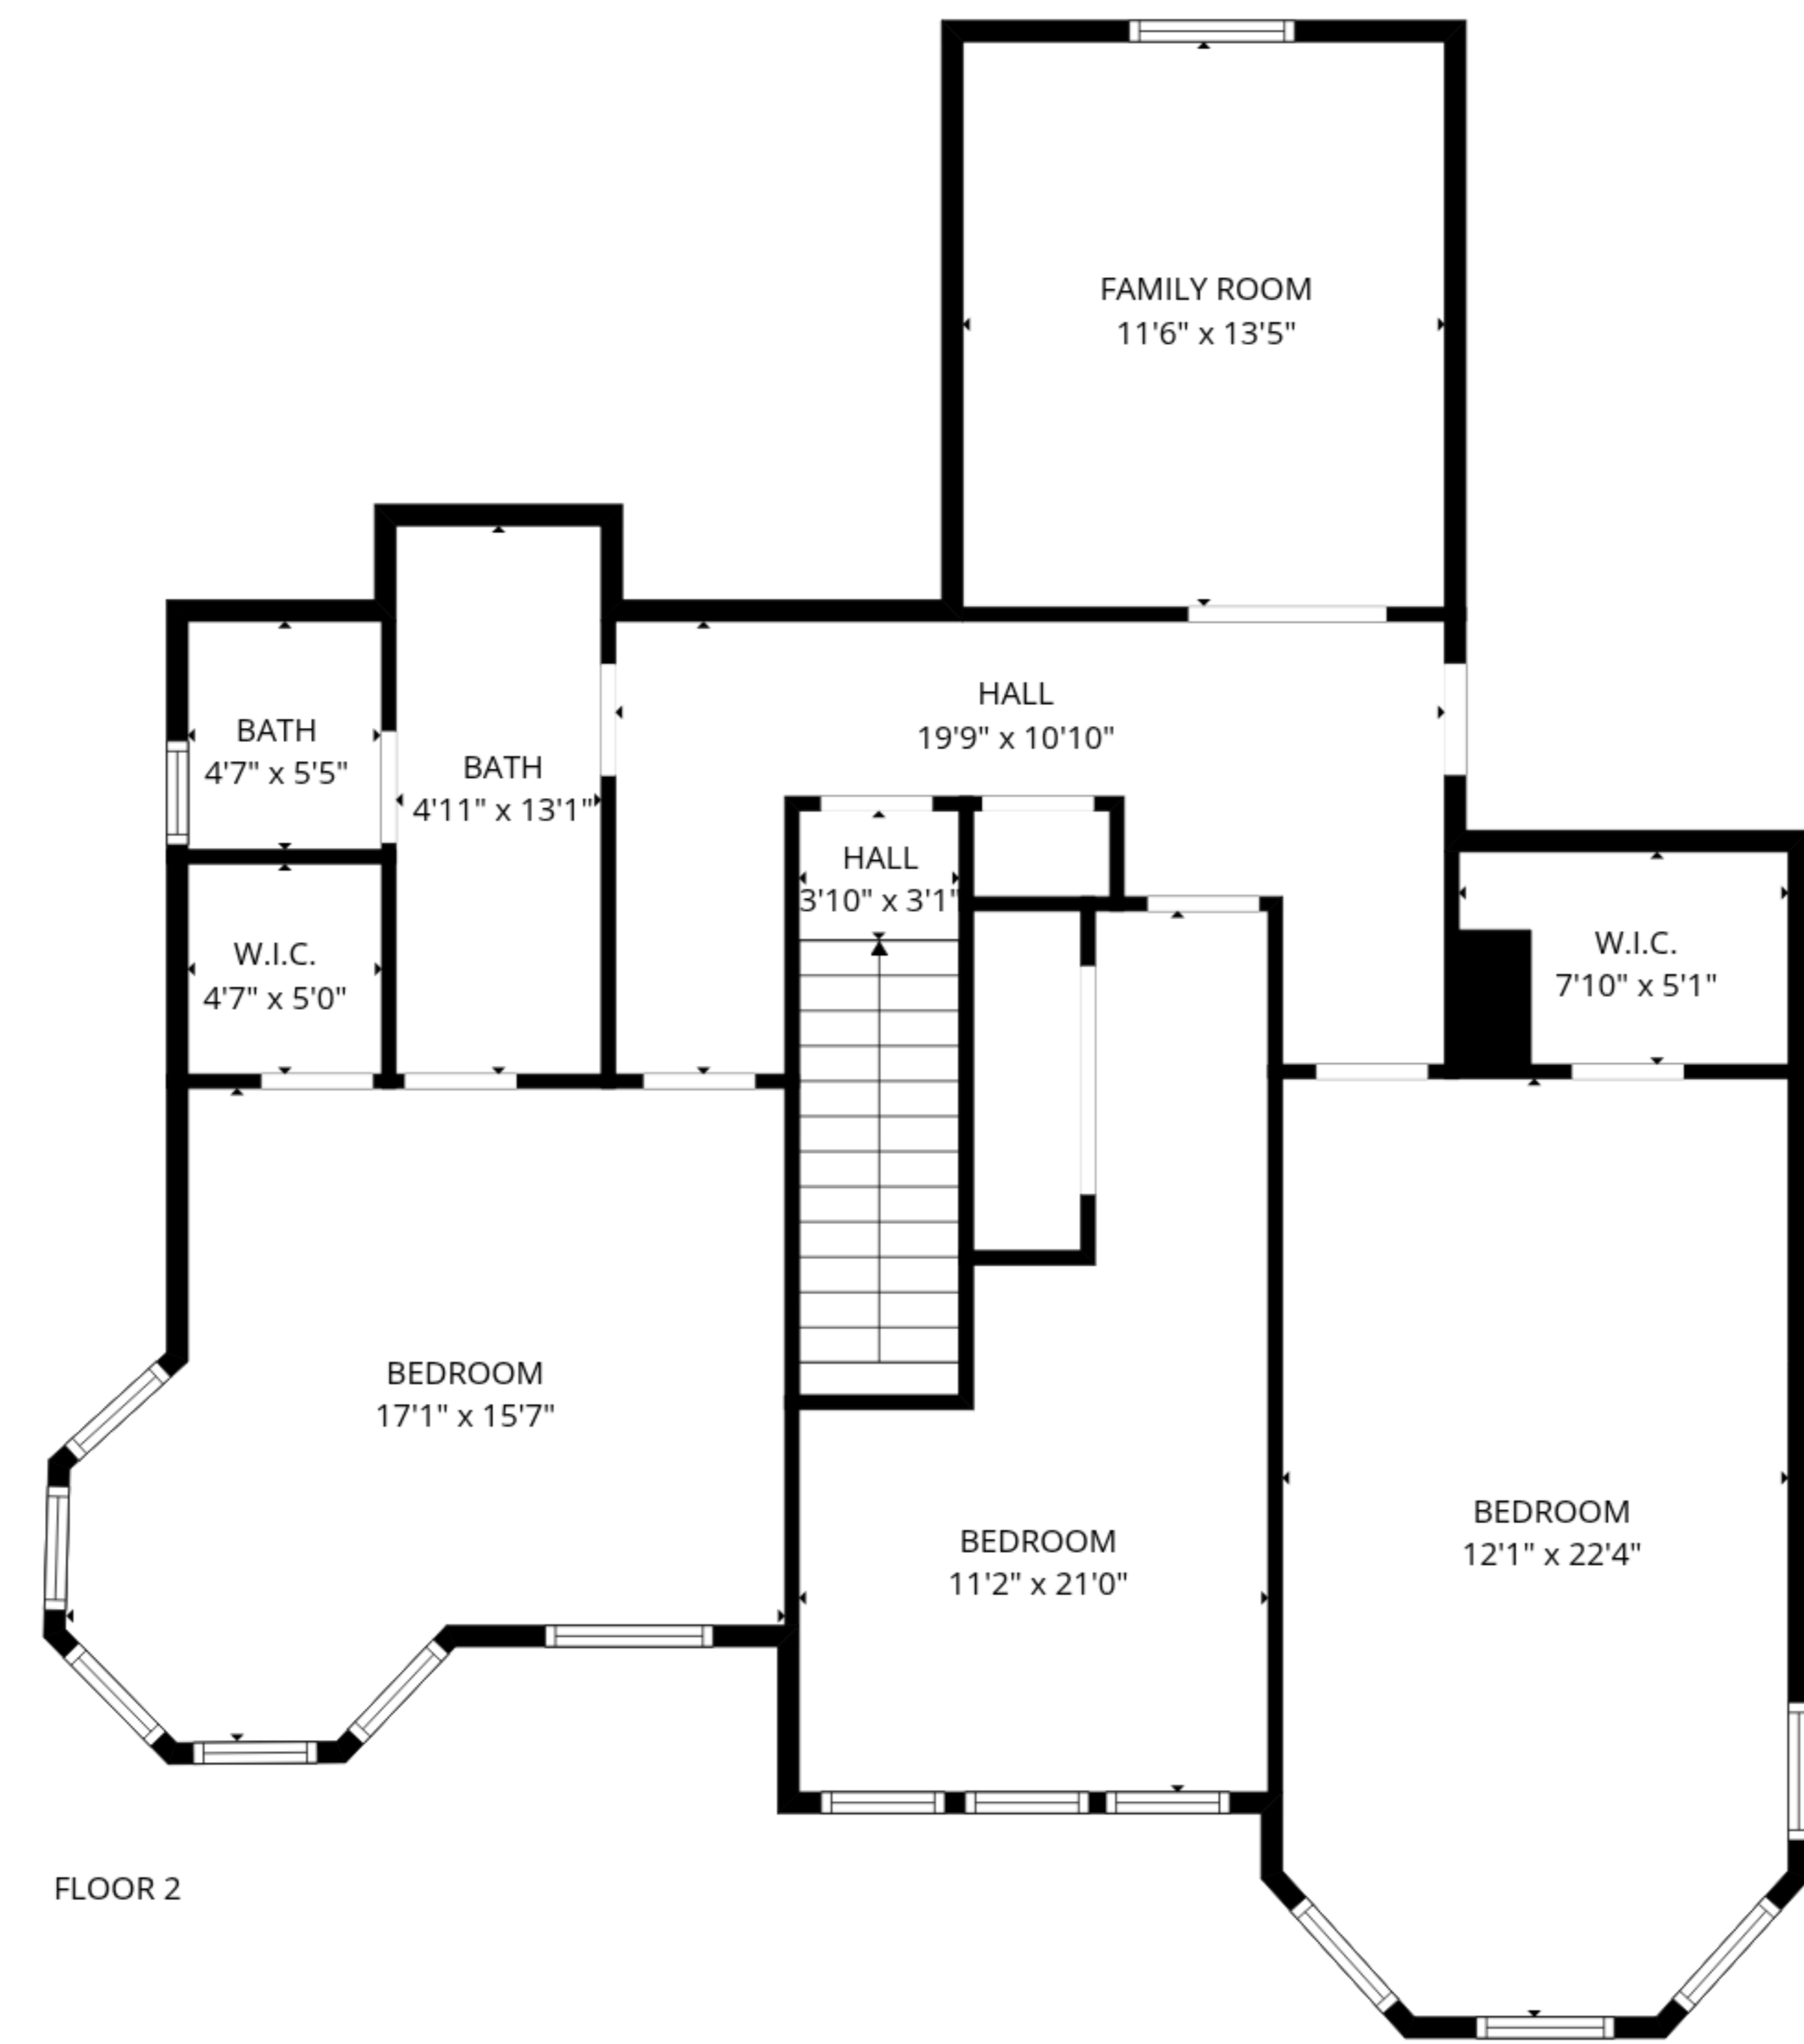 FAMILY ROOM
11'6" x 13'5"
HALL
19'9" x 10'10"
BATH
4'7" x 5'5"
BATH
4'11" x 13'1"
HALL
3'10" x 3'1"
W.I.C.
4'7" x 5'0"
W.I.C.
7'10" x 5'1"
BEDROOM
17'1" x 15'7"
BEDROOM
11'2" x 21'0"
BEDROOM
12'1" x 22'4"
FLOOR 2